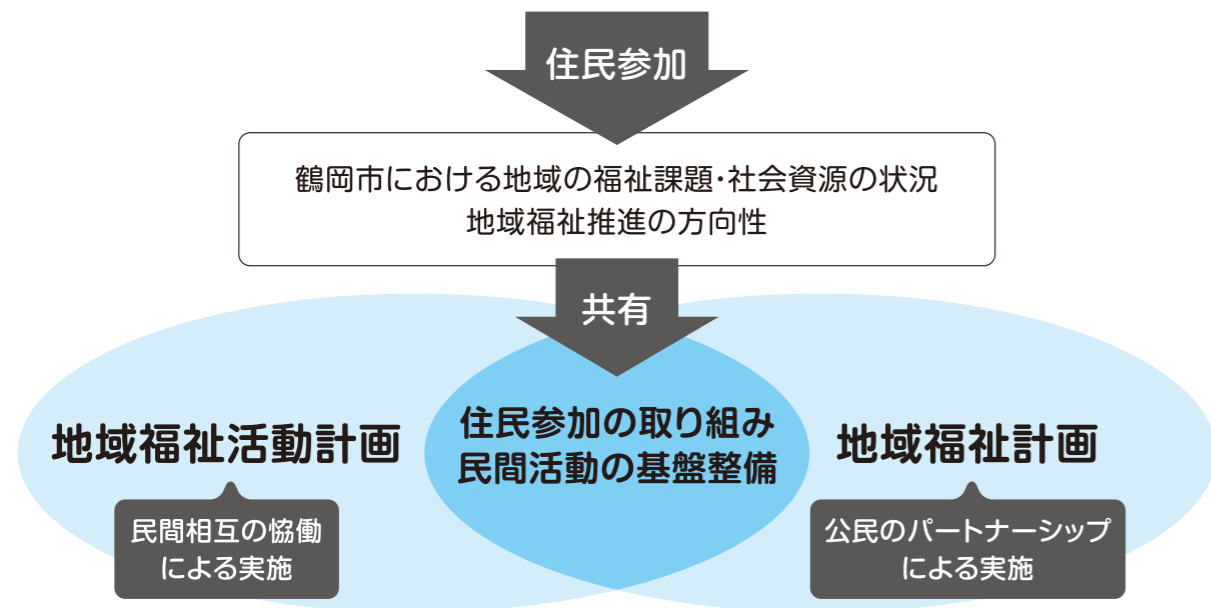 住民参加
鶴岡市における地域の福祉課題・社会資源の状況
地域福祉推進の方向性
共有
地域福祉活動計画
住民参加の取り組み
民間活動の基盤整備
地域福祉計画
民間相互の協働
による実施
公民のパートナーシップ
による実施